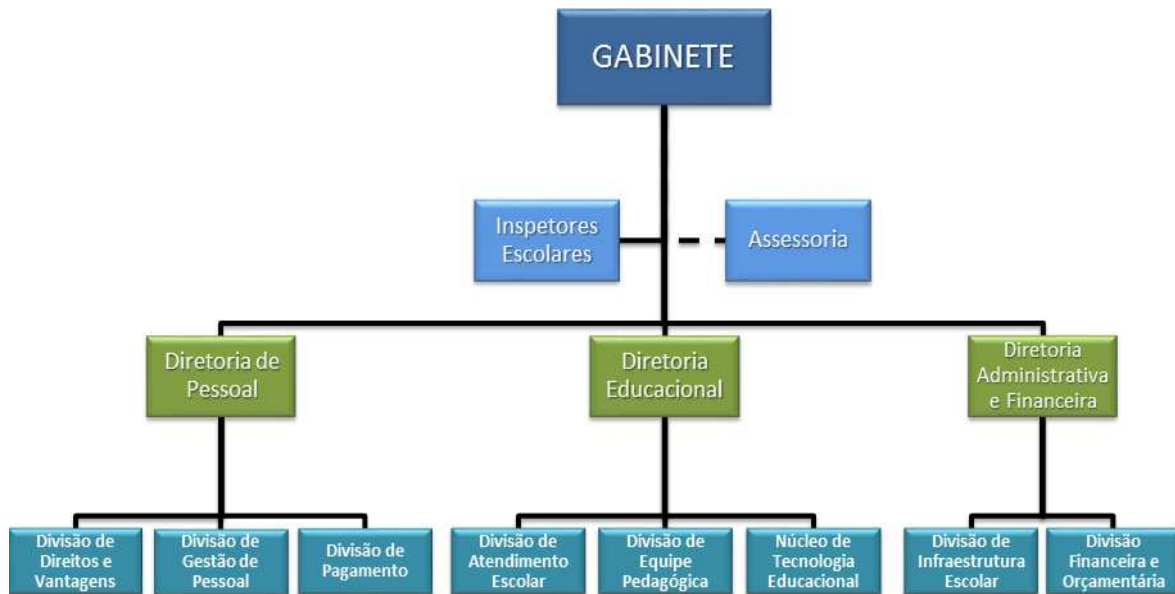 GABINETE
Inspetores
Escolares
Assessoria
Diretoria de
Pessoal
Diretoria
Educacional
Diretoria
Administrativa
e Financeira
Divisão de
Direitos e
Vantagens
Divisão de
Gestão de
Pessoal
Divisão de
Pagamento
Divisão de
Atendimento
Escolar
Divisão de
Equipe
Pedagógica
Núcleo de
Tecnologia
Educacional
Divisão de
Infraestrutura
Escolar
Divisão
Financeira e
Orçamentária